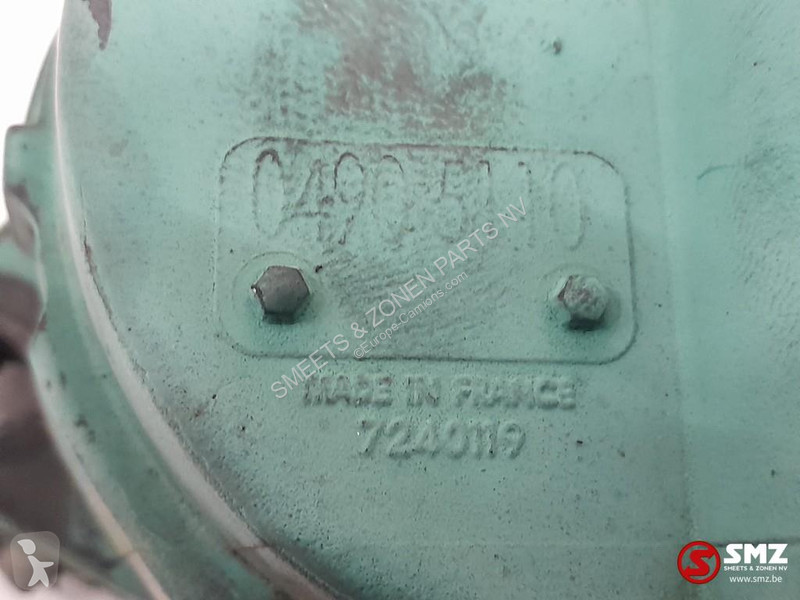 MADE IN FRANCE
7240119
SMEETS & ZONEN PARTS NV
©Europe-Camions.com
SMZ
SMEETS & ZONEN NV
www.smz.be